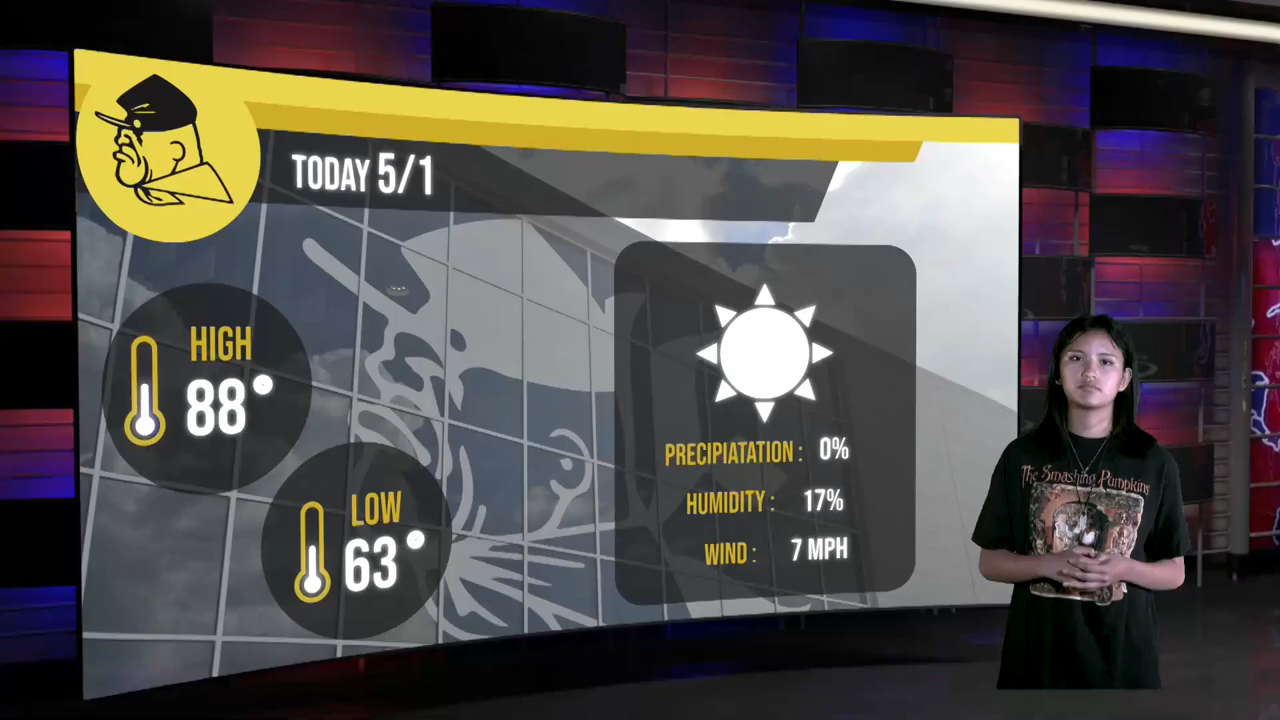 TODAY 5/1
HIGH
88°
LOW
63°
PRECIPIATATION : 0%
HUMIDITY : 17%
WIND : 7 MPH
The Smashing Pumpkins